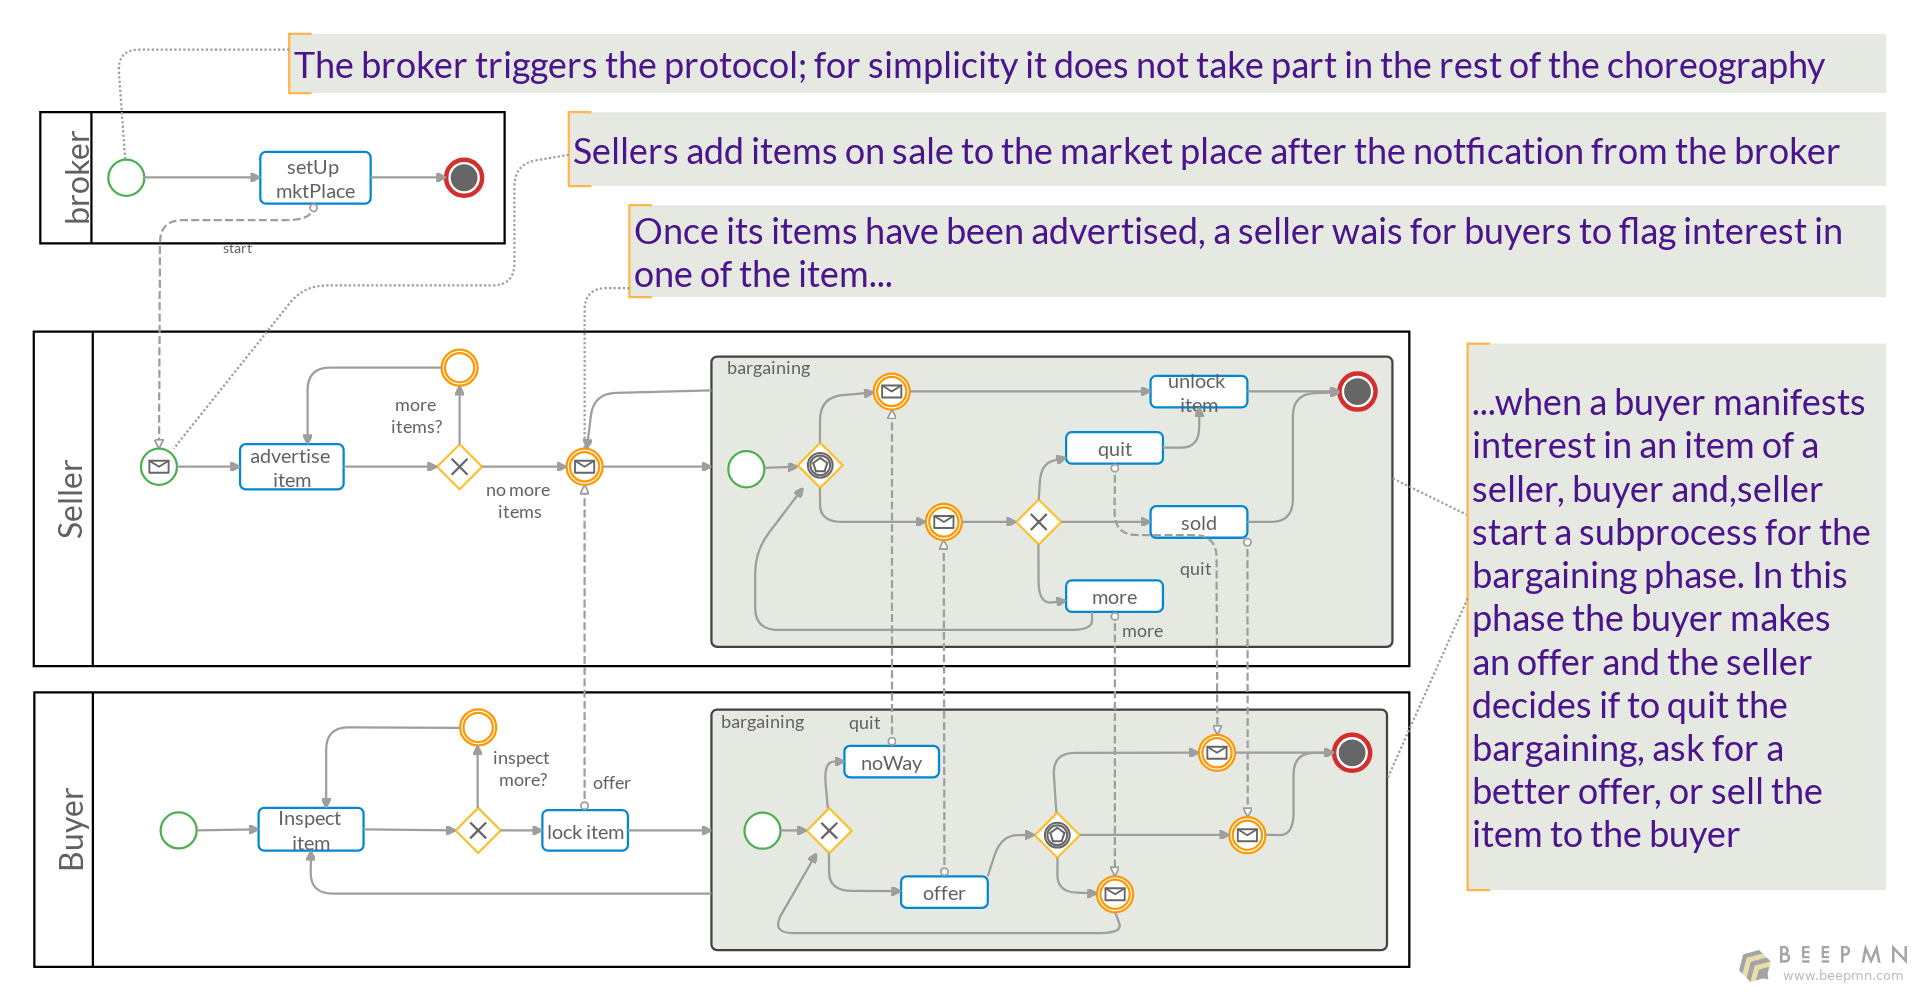 The broker triggers the protocol; for simplicity it does not take part in the rest of the choreography
broker
setUp
mktPlace
start
Sellers add items on sale to the market place after the notfication from the broker
Once its items have been advertised, a seller wais for buyers to flag interest in
one of the item...
Seller
advertise
item
more
items?
no more
items
bargaining
unlock
item
quit
sold
quit
more
more
...when a buyer manifests
interest in an item of a
seller, buyer and,seller
start a subprocess for the
bargaining phase. In this
phase the buyer makes
an offer and the seller
decides if to quit the
bargaining, ask for a
better offer, or sell the
item to the buyer
Buyer
Inspect
item
inspect
more?
offer
lock item
bargaining
quit
noWay
offer
BEEPMN
www.beepmn.com